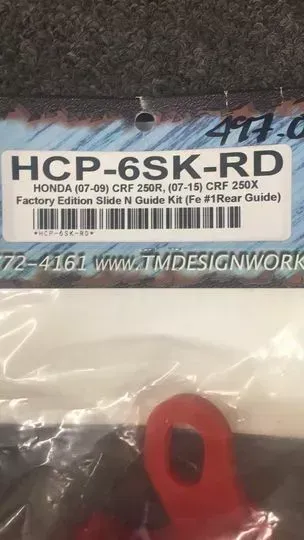 497.0
HCP-6SK-RD
HONDA (07-09) CRF 250R, (07-15) CRF 250X
Factory Edition Slide N Guide Kit (Fe #1Rear Guide)
*HCP-6SK-RD*
772-4161 WWW.TMDESIGNWORK